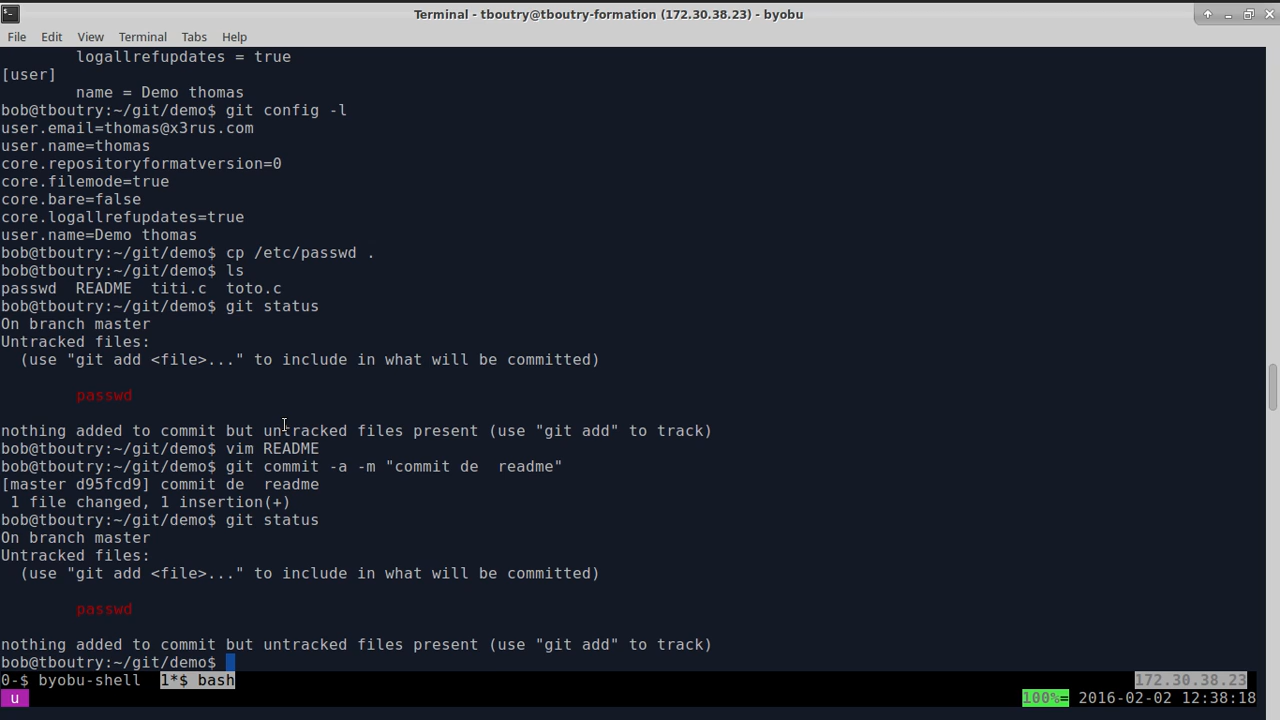 Terminal - tboutry@tboutry-formation (172.30.38.23) - byobu
File Edit View Terminal Tabs Help
logallrefupdates = true
[user]
name = Demo thomas
bob@tboutry:~/git/demo$ git config -l
user.email=thomas@x3rus.com
user.name=thomas
core.repositoryformatversion=0
core.filemode=true
core.bare=false
core.logallrefupdates=true
user.name=Demo thomas
bob@tboutry:~/git/demo$ cp /etc/passwd .
bob@tboutry:~/git/demo$ ls
passwd  README  titi.c  toto.c
bob@tboutry:~/git/demo$ git status
On branch master
Untracked files:
(use "git add <file>..." to include in what will be committed)
passwd
nothing added to commit but untracked files present (use "git add" to track)
bob@tboutry:~/git/demo$ vim README
bob@tboutry:~/git/demo$ git commit -a -m "commit de  readme"
[master d95fcd9] commit de  readme
1 file changed, 1 insertion(+)
bob@tboutry:~/git/demo$ git status
On branch master
Untracked files:
(use "git add <file>..." to include in what will be committed)
passwd
nothing added to commit but untracked files present (use "git add" to track)
bob@tboutry:~/git/demo$
0-$ byobu-shell  1*$ bash 172.30.38.23
u 100%= 2016-02-02 12:38:18